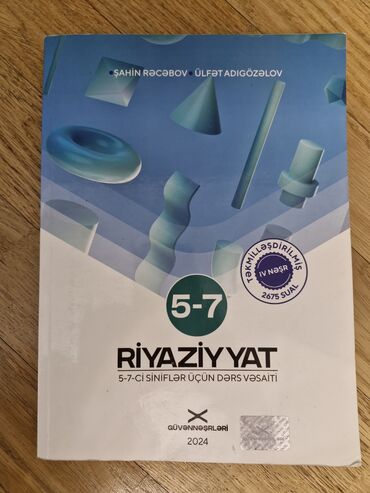 ŞAHİN RƏCƏBOV • ÜLFƏT ADIGÖZƏLOV
TƏKMİLLƏŞDİRİLMİŞ
IV NƏŞR
2675 SUAL
5-7
RİYAZİYYAT
5-7-Cİ SİNİFLƏR ÜÇÜN DƏRS VƏSAİTİ
GÜVƏNNƏŞRLƏRİ
2024